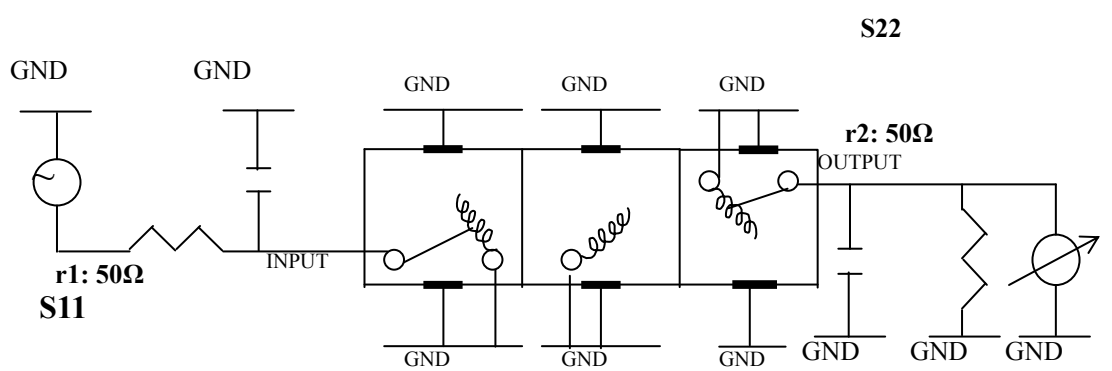 S22
GND
GND
GND
GND
GND
r2: 50Ω
OUTPUT
INPUT
r1: 50Ω
S11
GND
GND
GND
GND
GND
GND